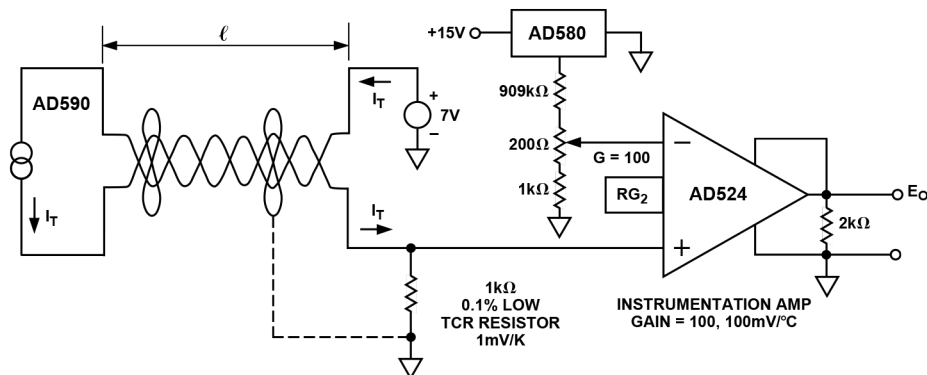 ℓ
+15V
AD580
AD590
I_T
+
7V
−
909kΩ
200Ω
G = 100
−
AD524
RG₂
1kΩ
+
I_T
I_T
E_O
2kΩ
1kΩ
0.1% LOW
TCR RESISTOR
1mV/K
INSTRUMENTATION AMP
GAIN = 100, 100mV/°C